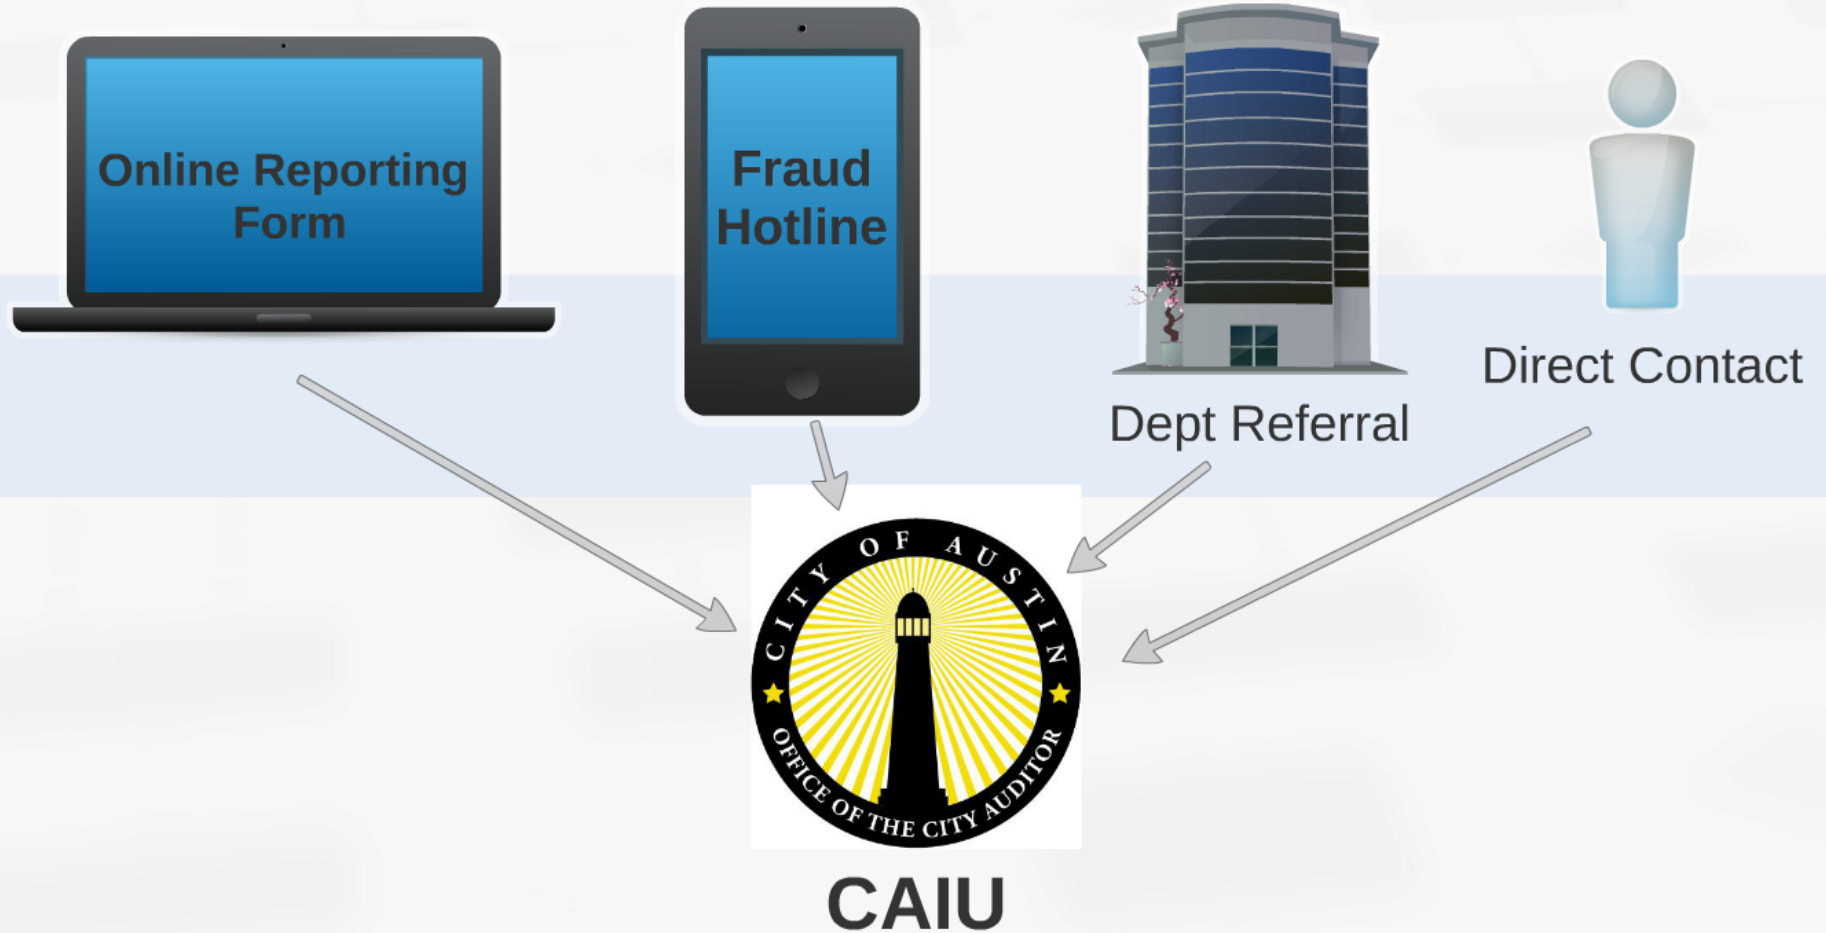 Online Reporting
Form
Fraud
Hotline
Dept Referral
Direct Contact
CITY OF AUSTIN
OFFICE OF THE CITY AUDITOR
CAIU